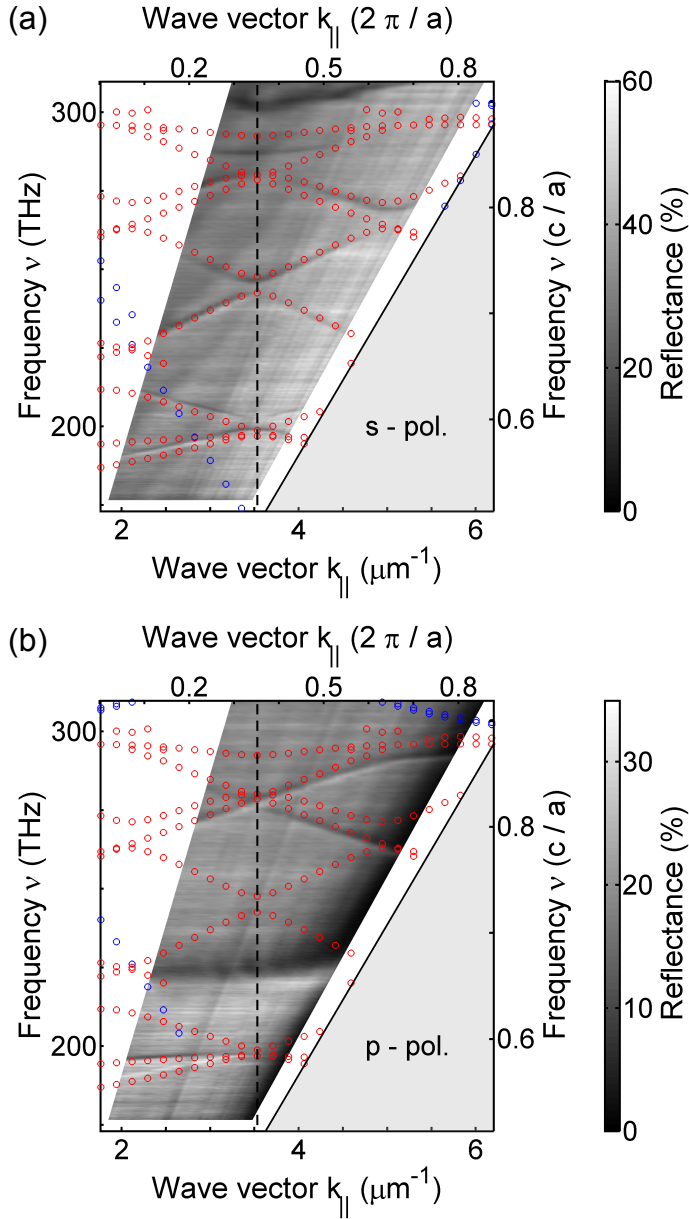 (a)
Wave vector k|| (2 π / a)
0.2 0.5 0.8
300
200
Frequency ν (THz)
0.8
0.6
Frequency ν (c / a)
s - pol.
2 4 6
Wave vector k|| (μm⁻¹)
60
40
20
0
Reflectance (%)
(b)
Wave vector k|| (2 π / a)
0.2 0.5 0.8
300
200
Frequency ν (THz)
0.8
0.6
Frequency ν (c / a)
p - pol.
2 4 6
Wave vector k|| (μm⁻¹)
30
20
10
0
Reflectance (%)